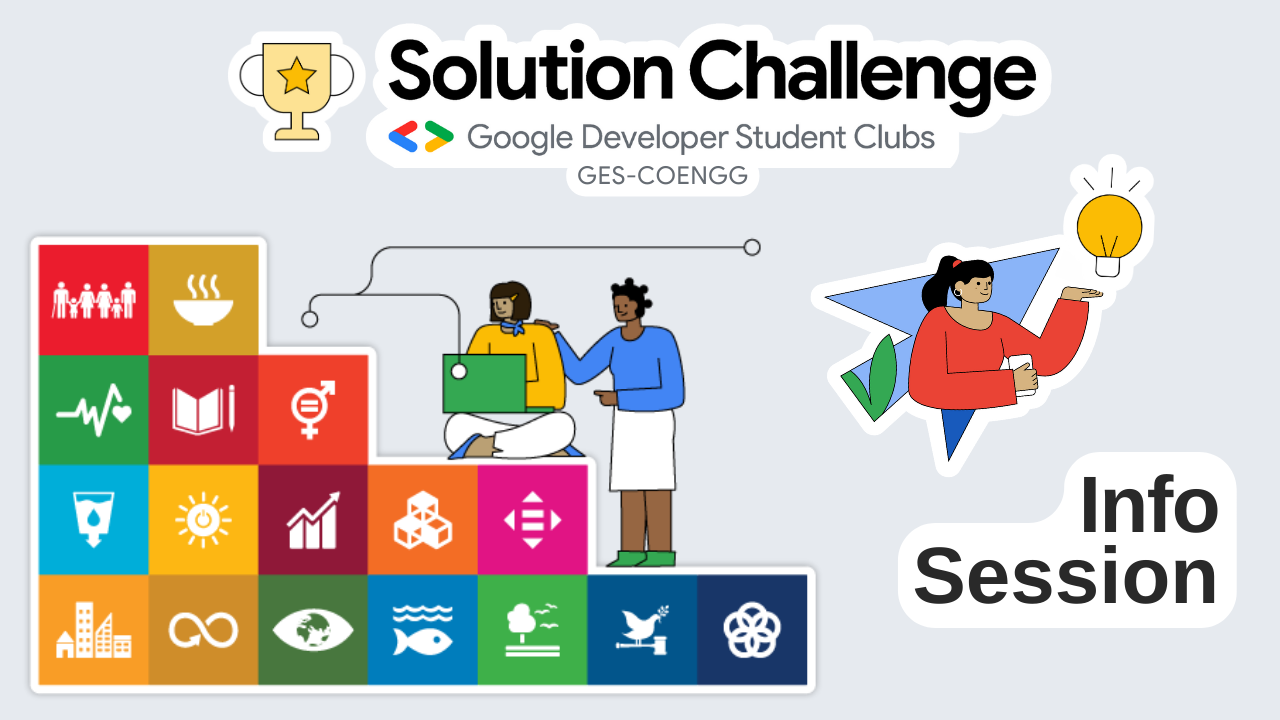 Solution Challenge
Google Developer Student Clubs
GES-COENGG
Info
Session